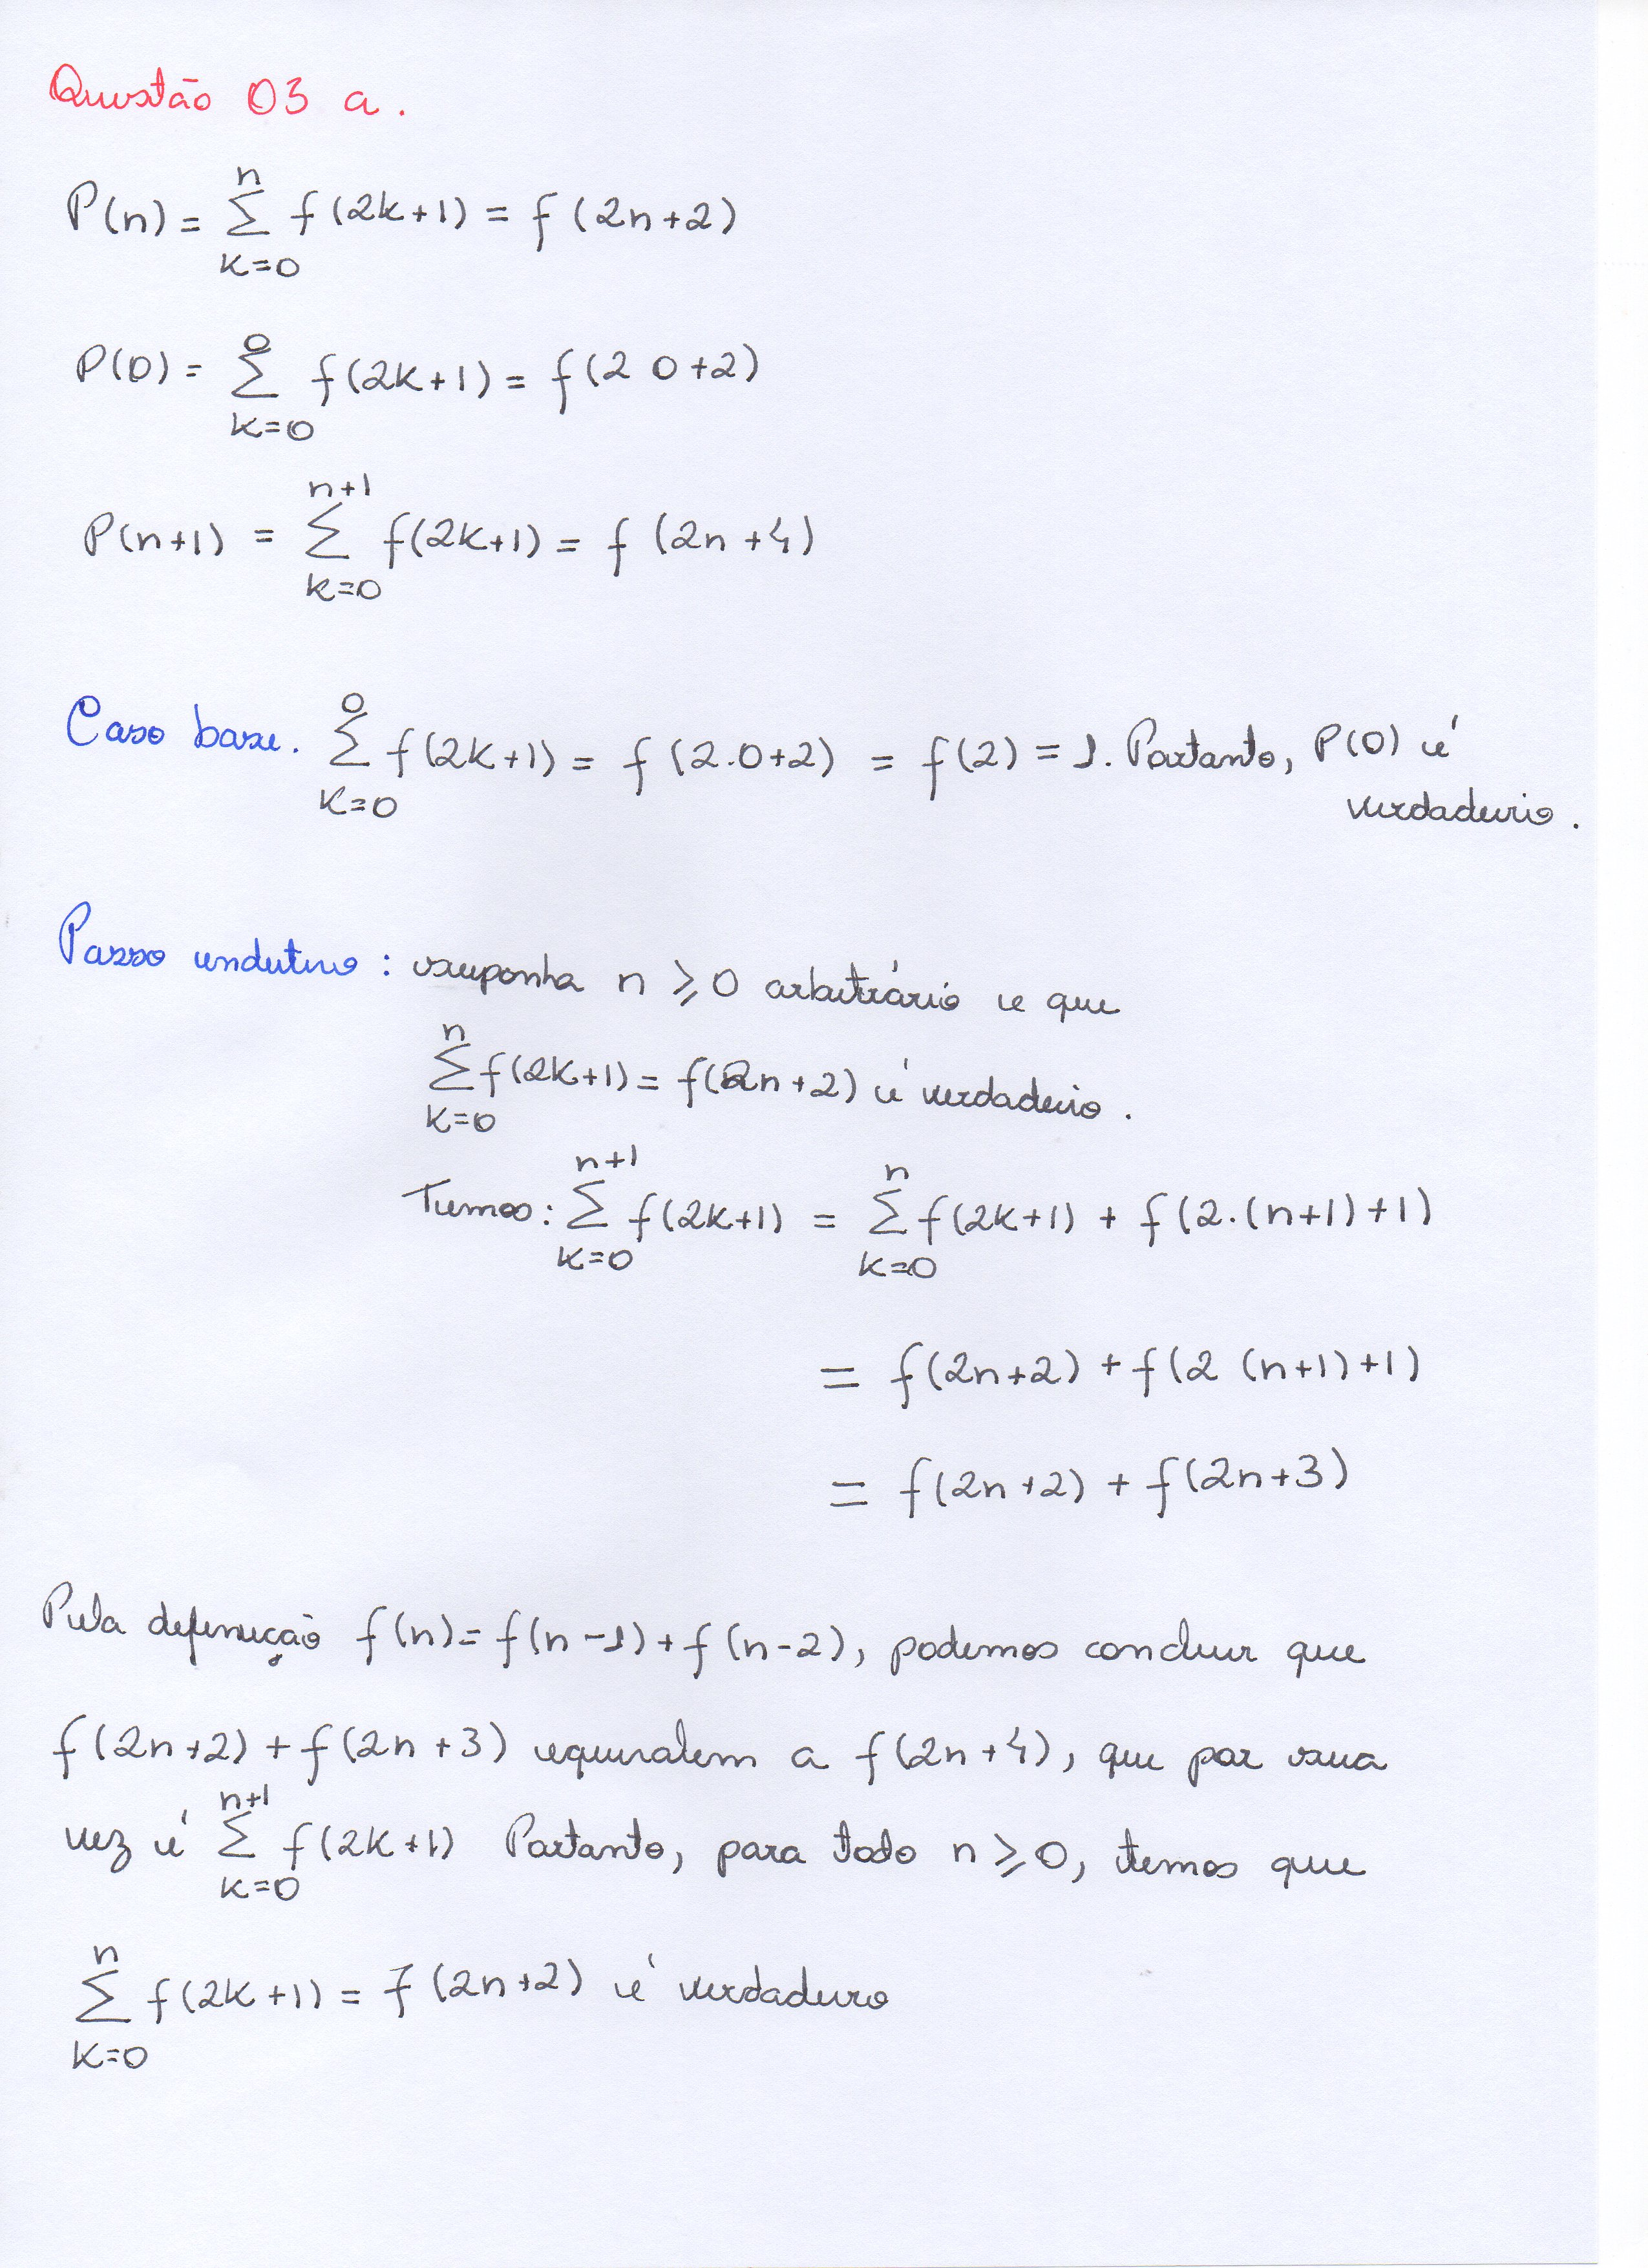 Questão 03 a.
P(n) = \sum_{k=0}^{n} f(2k+1) = f(2n+2)
P(0) = \sum_{k=0}^{0} f(2k+1) = f(2 0+2)
P(n+1) = \sum_{k=0}^{n+1} f(2k+1) = f(2n+4)
Caso base. \sum_{k=0}^{0} f(2k+1) = f(2.0+2) = f(2) = 1. Portanto, P(0) é
verdadeiro.
Passo indutivo: suponha n ≥ 0 arbitrário e que
\sum_{k=0}^{n} f(2k+1) = f(2n+2) é verdadeiro.
Temos: \sum_{k=0}^{n+1} f(2k+1) = \sum_{k=0}^{n} f(2k+1) + f(2.(n+1)+1)
= f(2n+2) + f(2 (n+1)+1)
= f(2n+2) + f(2n+3)
Pela definição f(n) = f(n-1) + f(n-2), podemos concluir que
f(2n+2) + f(2n+3) equivalem a f(2n+4), que por sua
vez é \sum_{k=0}^{n+1} f(2k+1) Portanto, para todo n ≥ 0, temos que
\sum_{k=0}^{n} f(2k+1) = f(2n+2) é verdadeiro